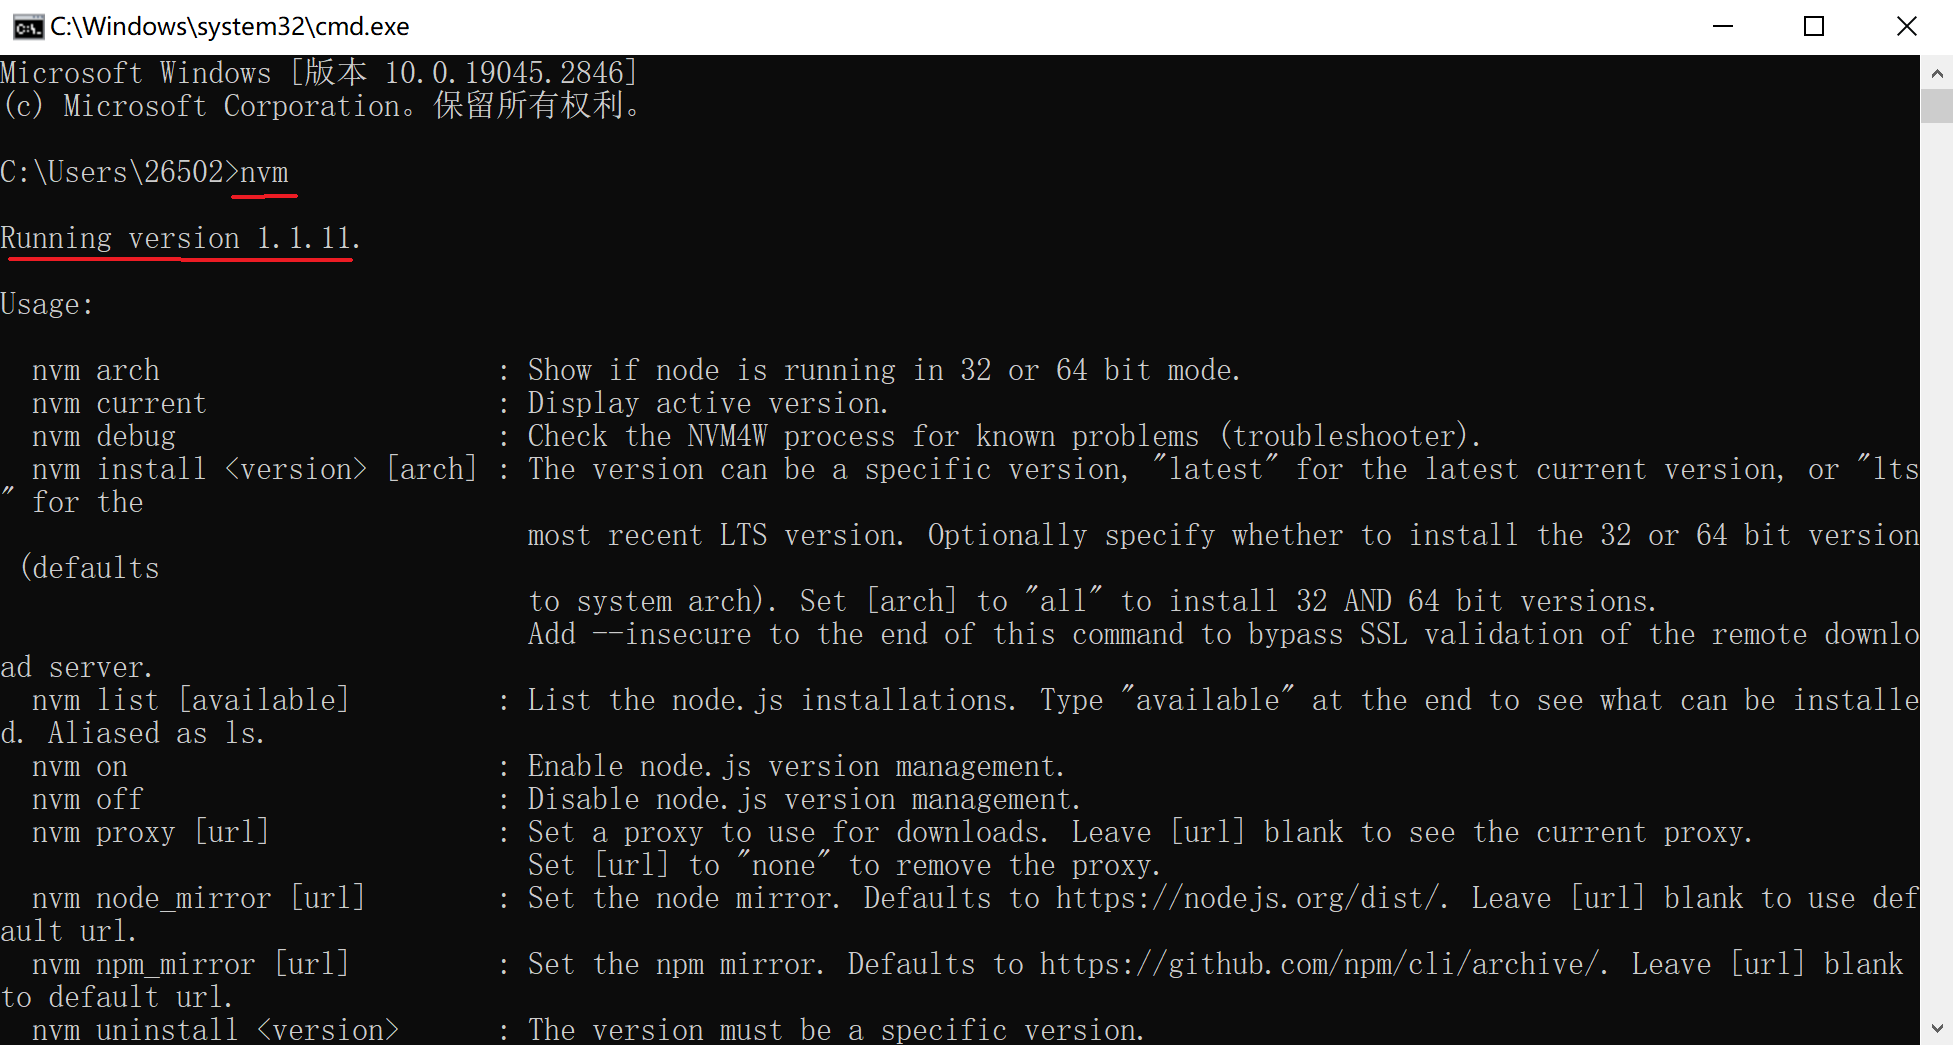 C:\Windows\system32\cmd.exe
Microsoft Windows [版本 10.0.19045.2846]
(c) Microsoft Corporation。保留所有权利。
C:\Users\26502>nvm
Running version 1.1.11.
Usage:
nvm arch : Show if node is running in 32 or 64 bit mode.
nvm current : Display active version.
nvm debug : Check the NVM4W process for known problems (troubleshooter).
nvm install <version> [arch] : The version can be a specific version, "latest" for the latest current version, or "lts
" for the
most recent LTS version. Optionally specify whether to install the 32 or 64 bit version
(defaults
to system arch). Set [arch] to "all" to install 32 AND 64 bit versions.
Add --insecure to the end of this command to bypass SSL validation of the remote downlo
ad server.
nvm list [available] : List the node.js installations. Type "available" at the end to see what can be installe
d. Aliased as ls.
nvm on : Enable node.js version management.
nvm off : Disable node.js version management.
nvm proxy [url] : Set a proxy to use for downloads. Leave [url] blank to see the current proxy.
Set [url] to "none" to remove the proxy.
nvm node_mirror [url] : Set the node mirror. Defaults to https://nodejs.org/dist/. Leave [url] blank to use def
ault url.
nvm npm_mirror [url] : Set the npm mirror. Defaults to https://github.com/npm/cli/archive/. Leave [url] blank
to default url.
nvm uninstall <version> : The version must be a specific version.